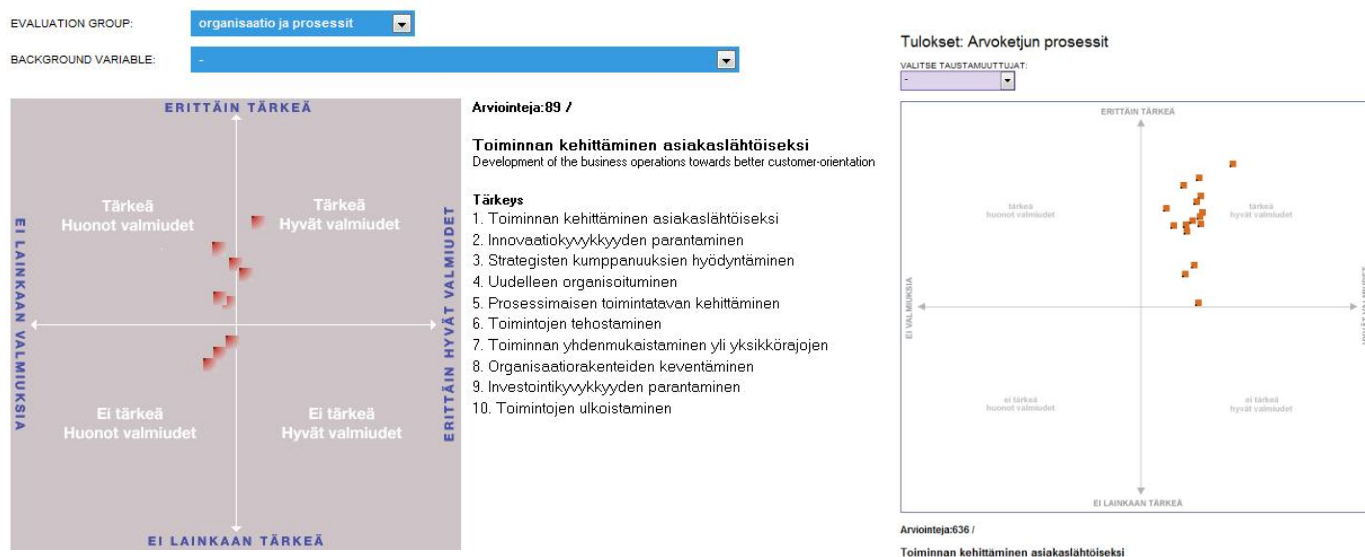 EVALUATION GROUP:
organisaatio ja prosessit
BACKGROUND VARIABLE:
-
ERITTÄIN TÄRKEÄ
Tärkeä
Huonot valmiudet
Tärkeä
Hyvät valmiudet
EI LAINKAAN VALMIUKSIA
ERITTÄIN HYVÄT VALMIUDET
Ei tärkeä
Huonot valmiudet
Ei tärkeä
Hyvät valmiudet
EI LAINKAAN TÄRKEÄ
Arviointeja:89 /
Toiminnan kehittäminen asiakaslähtöiseksi
Development of the business operations towards better customer-orientation
Tärkeys
1. Toiminnan kehittäminen asiakaslähtöiseksi
2. Innovaatiokyvykkyyden parantaminen
3. Strategisten kumppanuuksien hyödyntäminen
4. Uudelleen organisoituminen
5. Prosessimaisen toimintatavan kehittäminen
6. Toimintojen tehostaminen
7. Toiminnan yhdenmukaistaminen yli yksikkörajojen
8. Organisaatiorakenteiden keventäminen
9. Investointikyvykkyyden parantaminen
10. Toimintojen ulkoistaminen
Tulokset: Arvoketjun prosessit
VALITSE TAUSTAMUUTTUJAT:
-
ERITTÄIN TÄRKEÄ
tärkeä
huonot valmiudet
tärkeä
hyvät valmiudet
EI VALMIUKSIA
HYVÄT VALMIUDET
ei tärkeä
huonot valmiudet
ei tärkeä
hyvät valmiudet
EI LAINKAAN TÄRKEÄ
Arviointeja:636 /
Toiminnan kehittäminen asiakaslähtöiseksi